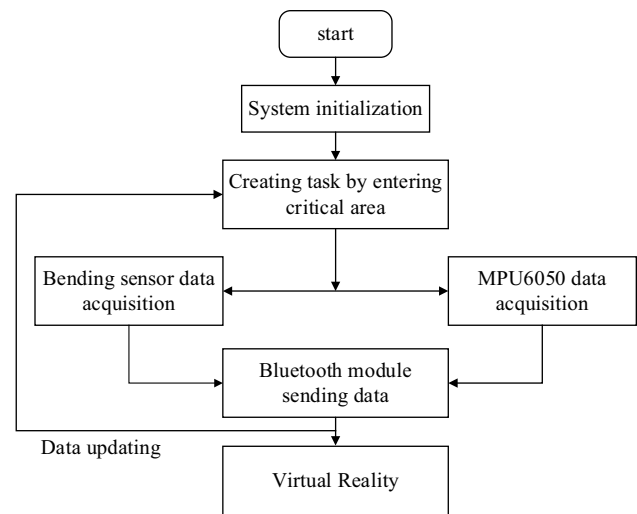 start
System initialization
Creating task by entering
critical area
Bending sensor data
acquisition
MPU6050 data
acquisition
Bluetooth module
sending data
Data updating
Virtual Reality